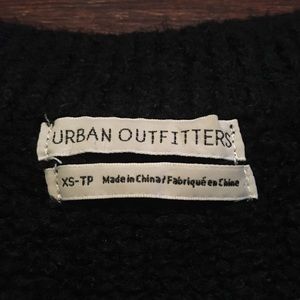 URBAN OUTFITTERS
XS-TP Made in China / Fabriqué en Chine